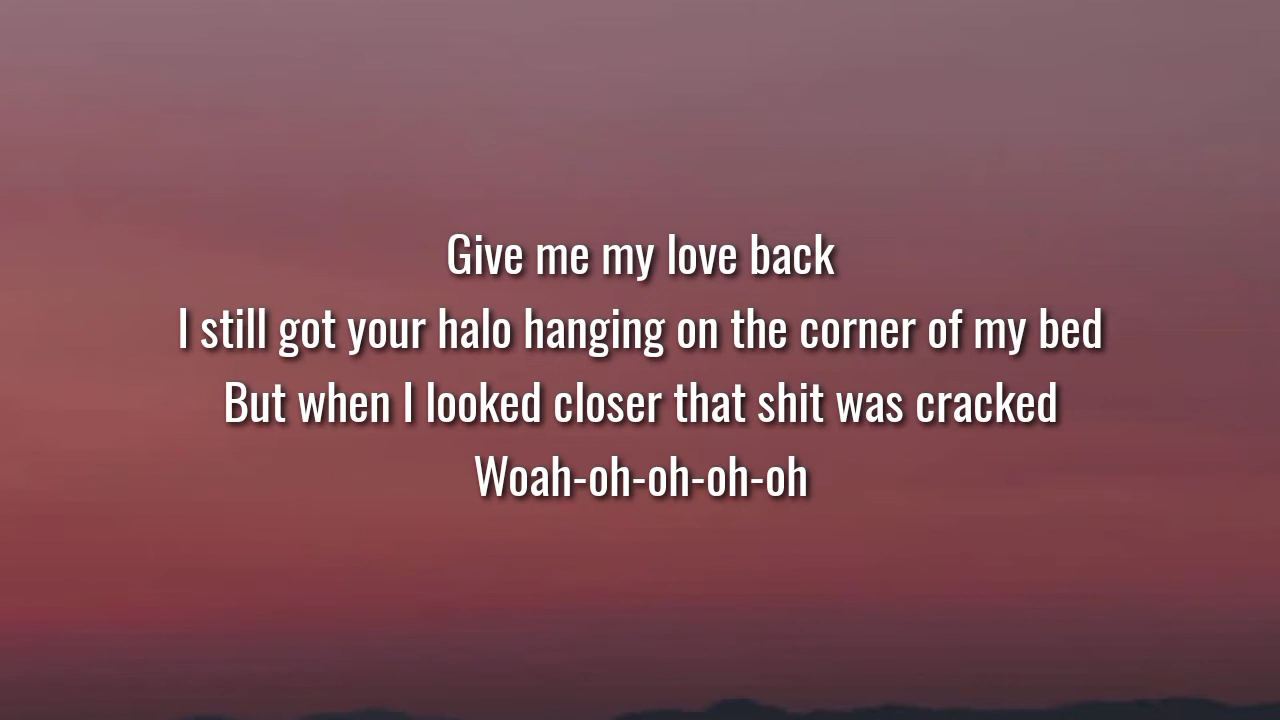 Give me my love back
I still got your halo hanging on the corner of my bed
But when I looked closer that shit was cracked
Woah-oh-oh-oh-oh